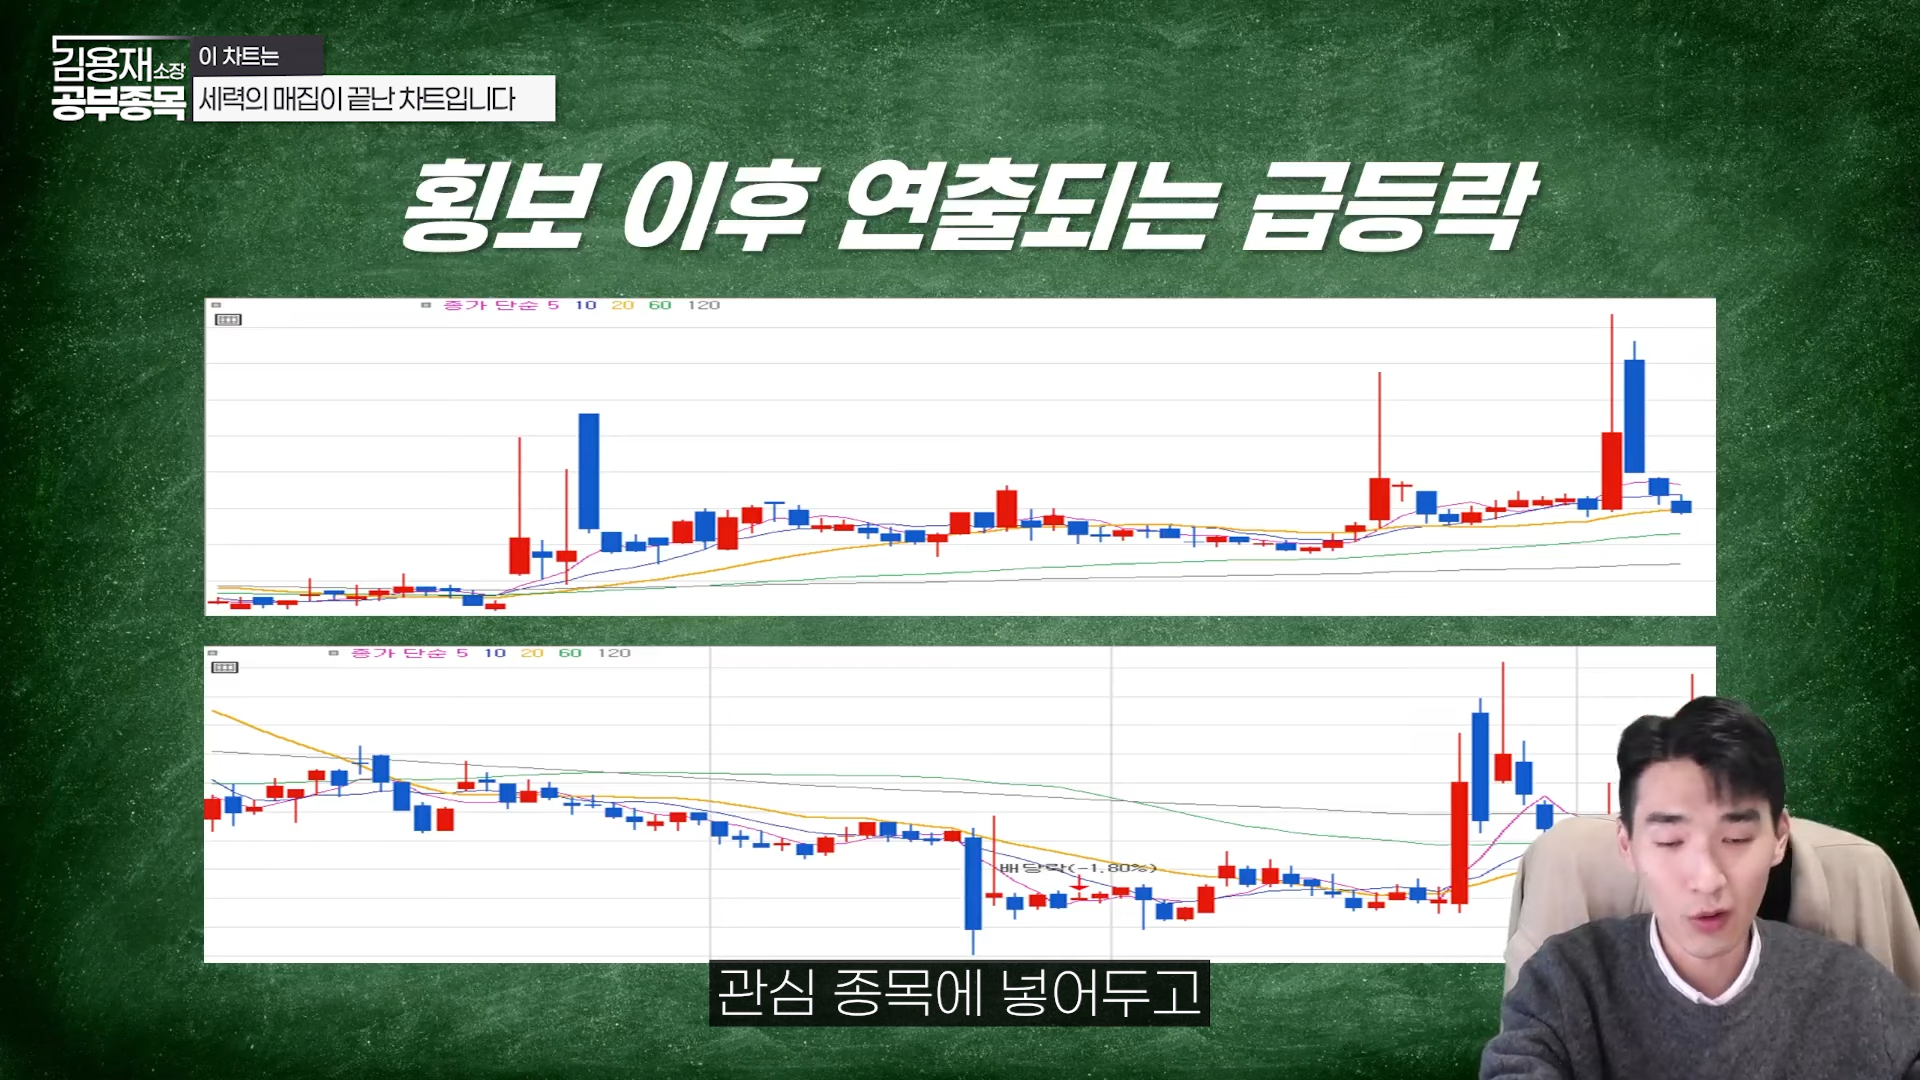 김용재소장
공부종목
이 차트는
세력의 매집이 끝난 차트입니다
횡보 이후 연출되는 급등락
종가 단순 5 10 20 60 120
종가 단순 5 10 20 60 120
배당락(-1.80%)
관심 종목에 넣어두고